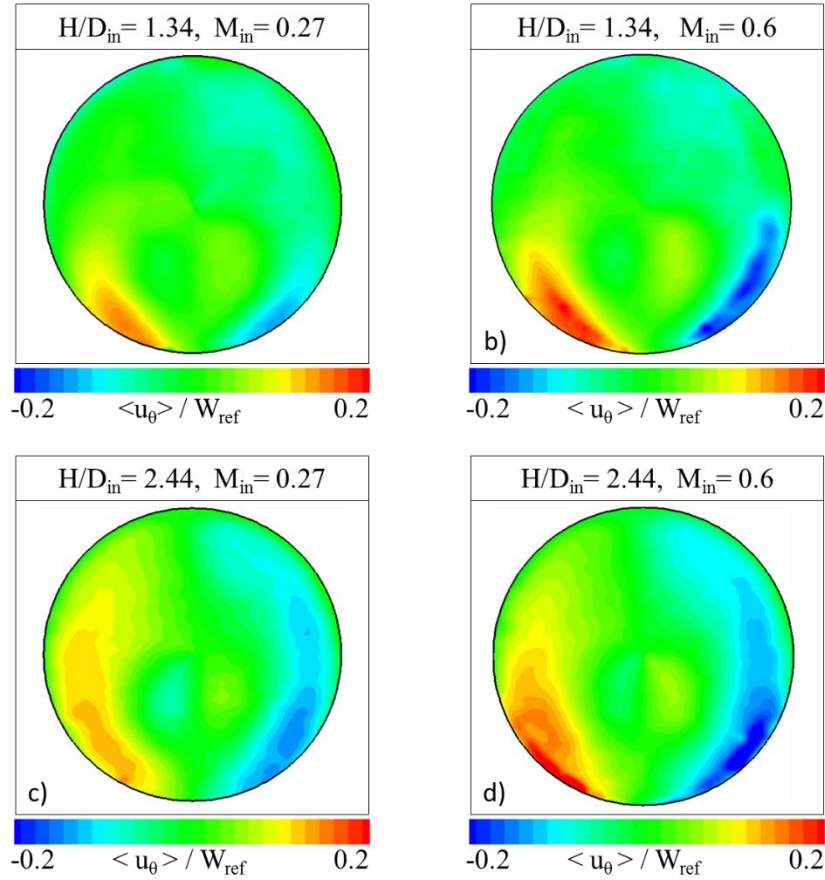 H/D_in= 1.34, M_in= 0.27
H/D_in= 1.34, M_in= 0.6
b)
-0.2 <u_θ> / W_ref 0.2
-0.2 <u_θ> / W_ref 0.2
H/D_in= 2.44, M_in= 0.27
H/D_in= 2.44, M_in= 0.6
c)
d)
-0.2 <u_θ> / W_ref 0.2
-0.2 <u_θ> / W_ref 0.2